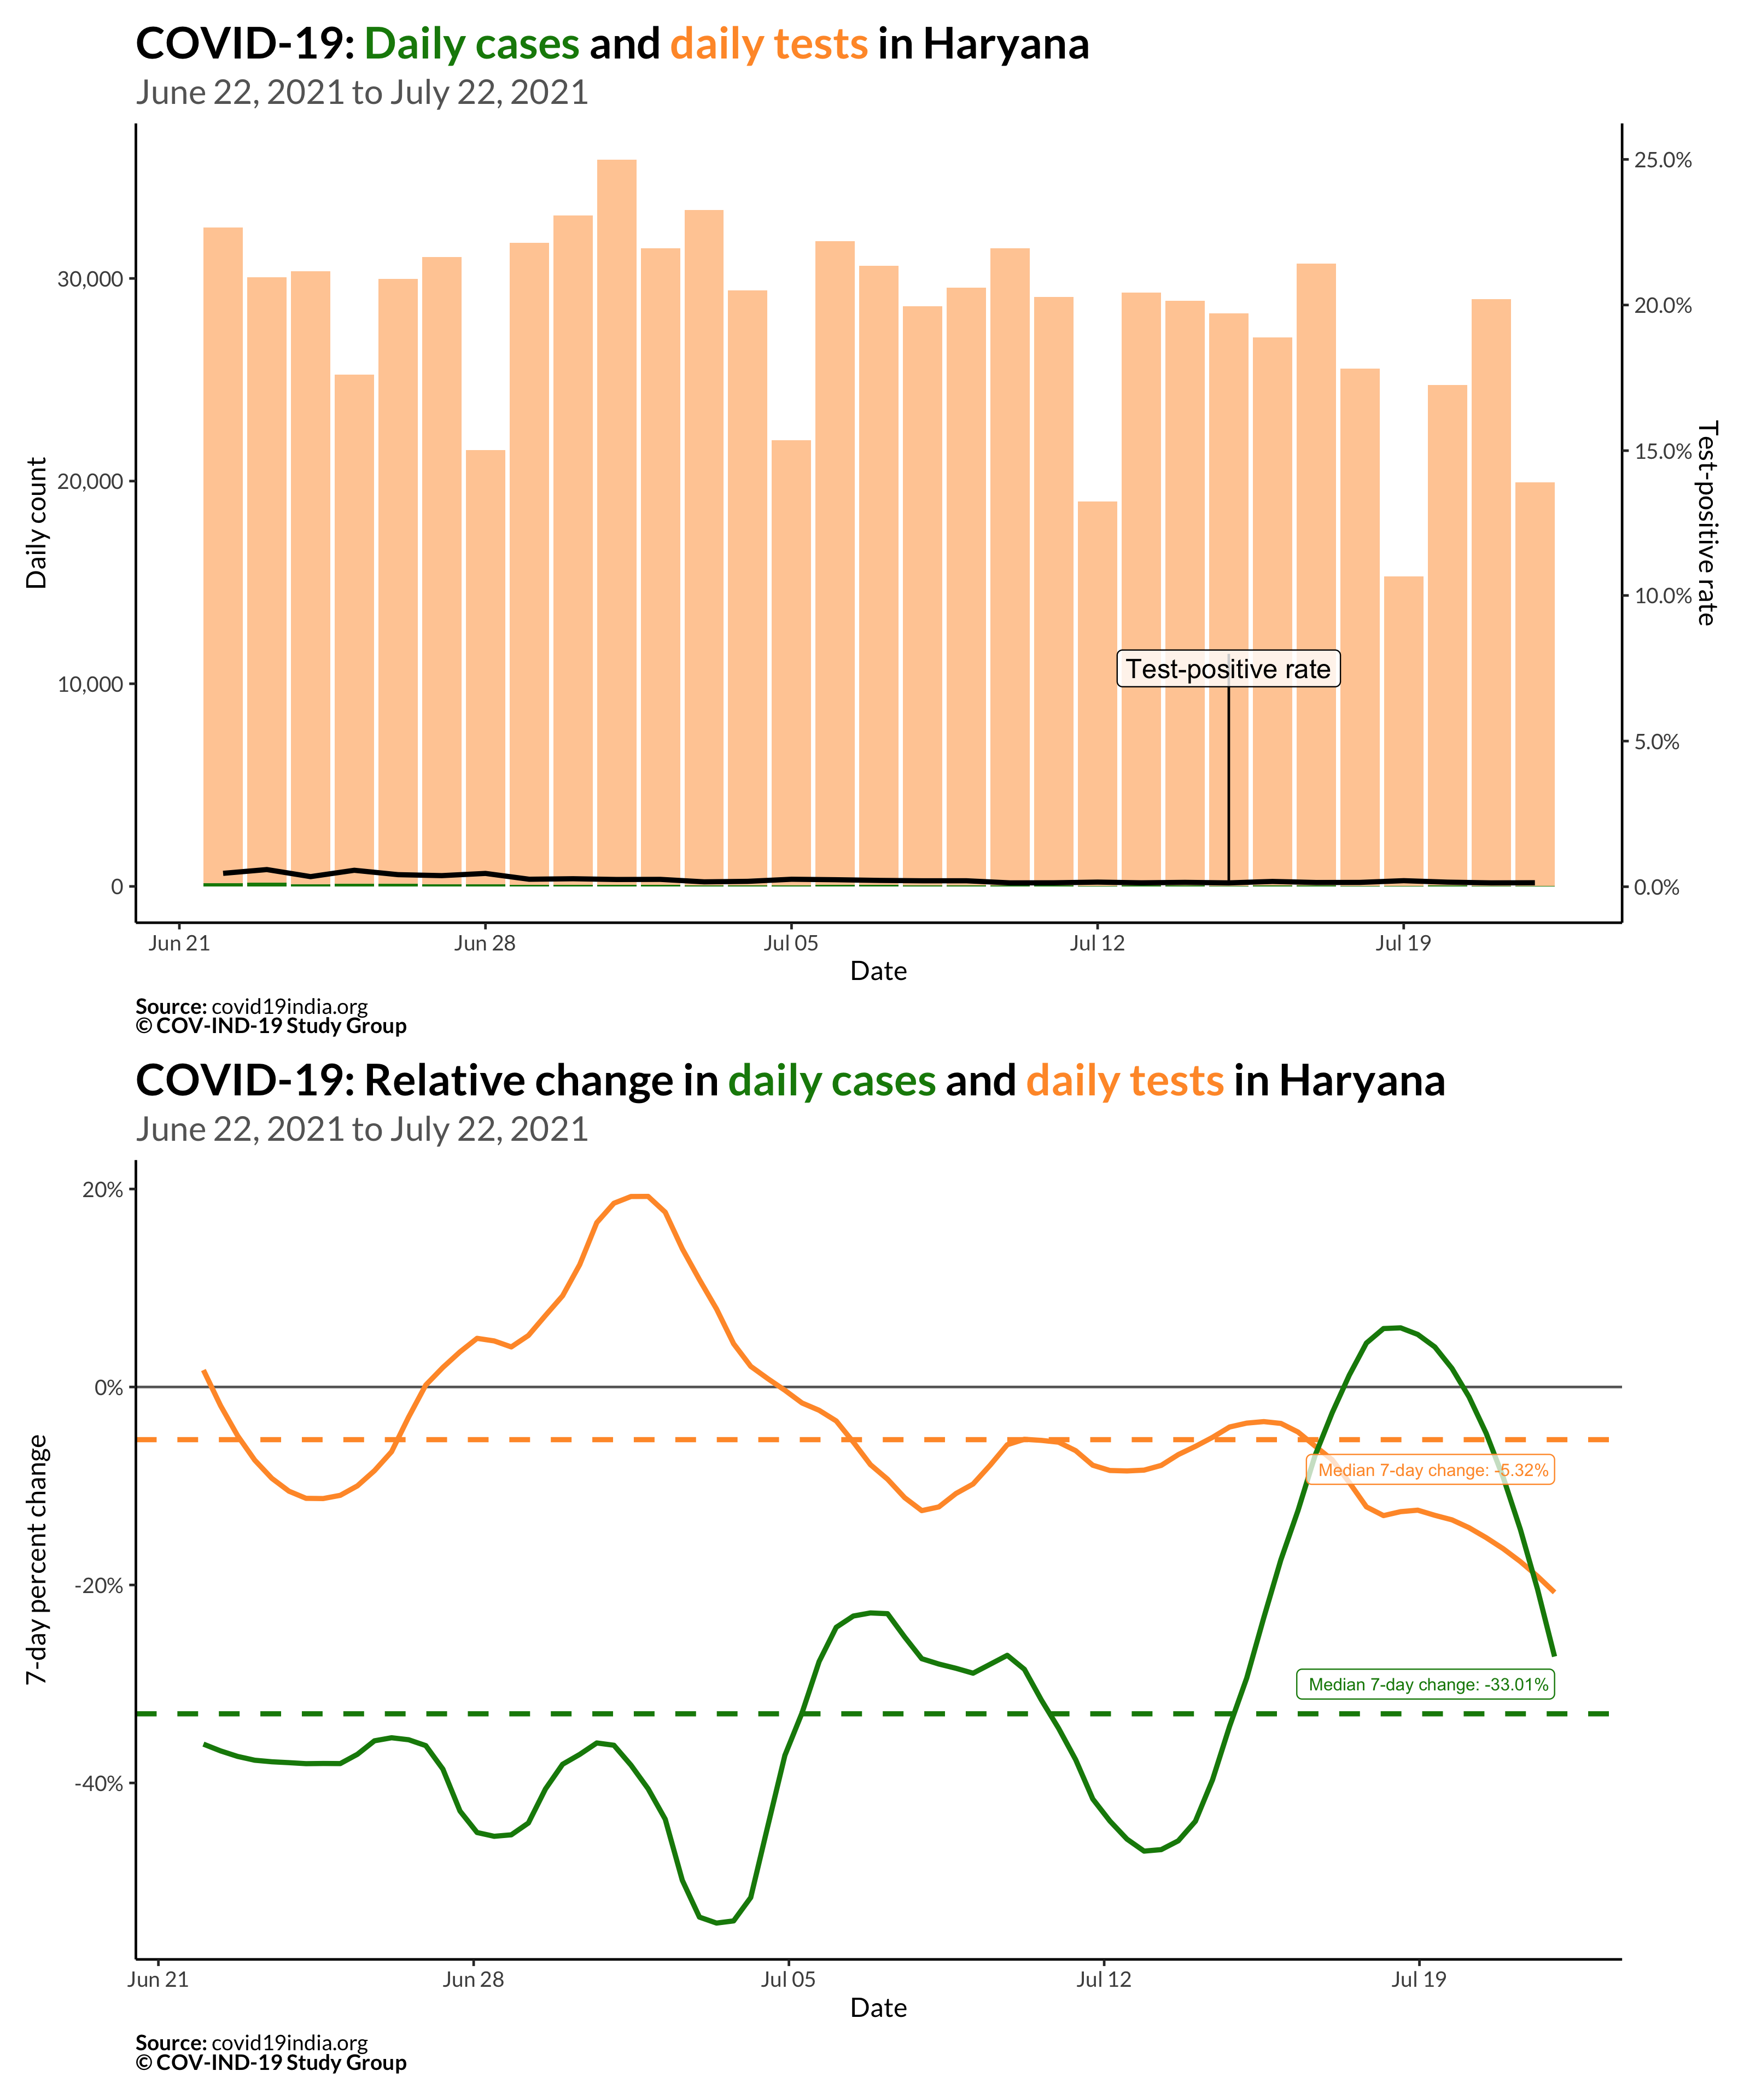 COVID-19: Daily cases and daily tests in Haryana
June 22, 2021 to July 22, 2021
25.0%
30,000
20.0%
20,000
15.0%
Daily count
Test-positive rate
10.0%
Test-positive rate
10,000
5.0%
0
0.0%
Jun 21 Jun 28 Jul 05 Jul 12 Jul 19
Date
Source: covid19india.org
© COV-IND-19 Study Group
COVID-19: Relative change in daily cases and daily tests in Haryana
June 22, 2021 to July 22, 2021
20%
0%
Median 7-day change: -5.32%
7-day percent change
-20%
Median 7-day change: -33.01%
-40%
Jun 21 Jun 28 Jul 05 Jul 12 Jul 19
Date
Source: covid19india.org
© COV-IND-19 Study Group